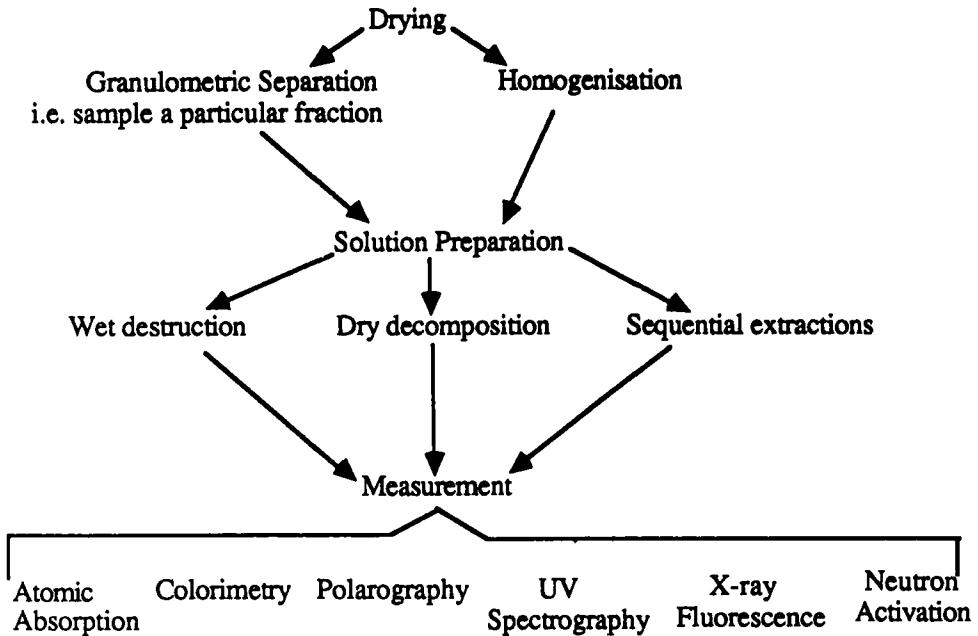 Drying
Granulometric Separation
i.e. sample a particular fraction
Homogenisation
Solution Preparation
Wet destruction
Dry decomposition
Sequential extractions
Measurement
Atomic
Absorption
Colorimetry
Polarography
UV
Spectrography
X-ray
Fluorescence
Neutron
Activation